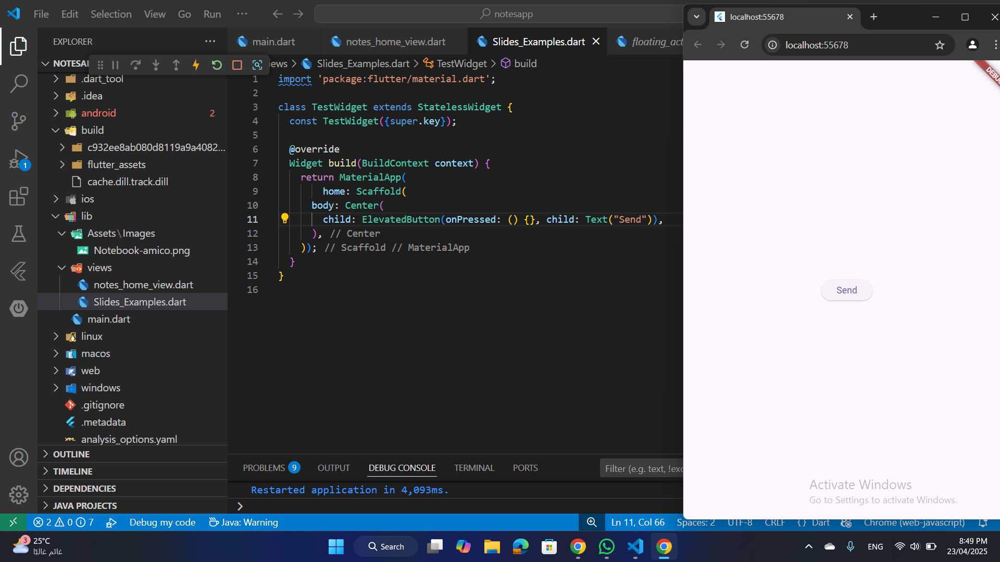 File Edit Selection View Go Run ··· notesapp
localhost:55678
localhost:55678
DEBU
EXPLORER ···
NOTESA
main.dart notes_home_view.dart Slides_Examples.dart floating_act
iews > Slides_Examples.dart > TestWidget > build
.dart_tool
.idea
android 2
build
c932ee8ab080d8119a9a4082...
flutter_assets
cache.dill.track.dill
ios
lib
Assets\Images
Notebook-amico.png
views
notes_home_view.dart
Slides_Examples.dart
main.dart
linux
macos
web
windows
.gitignore
.metadata
analysis_options.yaml
OUTLINE
TIMELINE
DEPENDENCIES
JAVA PROJECTS
1
1 import 'package:flutter/material.dart';
2
3 class TestWidget extends StatelessWidget {
4 const TestWidget({super.key});
5
6 @override
7 Widget build(BuildContext context) {
8 return MaterialApp(
9 home: Scaffold(
10 body: Center(
11 child: ElevatedButton(onPressed: () {}, child: Text("Send")),
12 ), // Center
13 )); // Scaffold // MaterialApp
14 }
15 }
16
Send
PROBLEMS 9 OUTPUT DEBUG CONSOLE TERMINAL PORTS Filter (e.g. text, !exc
Restarted application in 4,093ms.
>
Activate Windows
Go to Settings to activate Windows.
2 0 7 Debug my code Java: Warning Ln 11, Col 66 Spaces: 2 UTF-8 CRLF {} Dart Chrome (web-javascript)
3 25°C
غائم غالبًا
Search
ENG
8:49 PM
23/04/2025